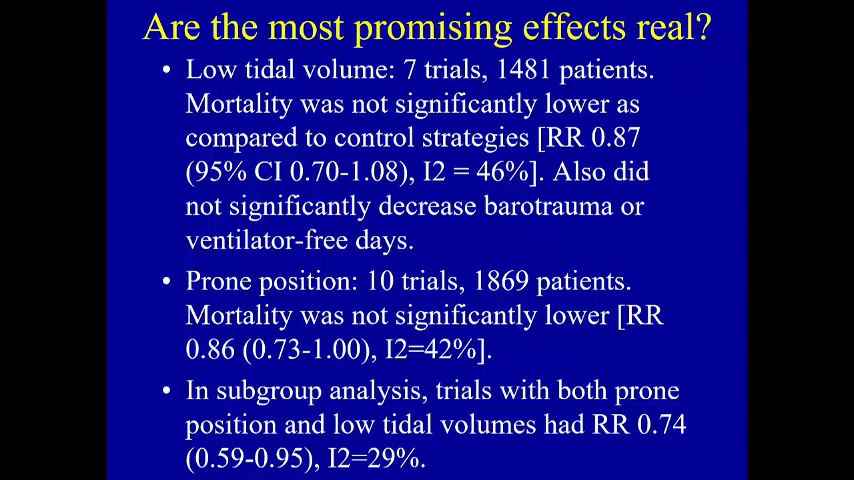 Are the most promising effects real?
• Low tidal volume: 7 trials, 1481 patients.
Mortality was not significantly lower as
compared to control strategies [RR 0.87
(95% CI 0.70-1.08), I2 = 46%]. Also did
not significantly decrease barotrauma or
ventilator-free days.
• Prone position: 10 trials, 1869 patients.
Mortality was not significantly lower [RR
0.86 (0.73-1.00), I2=42%].
• In subgroup analysis, trials with both prone
position and low tidal volumes had RR 0.74
(0.59-0.95), I2=29%.